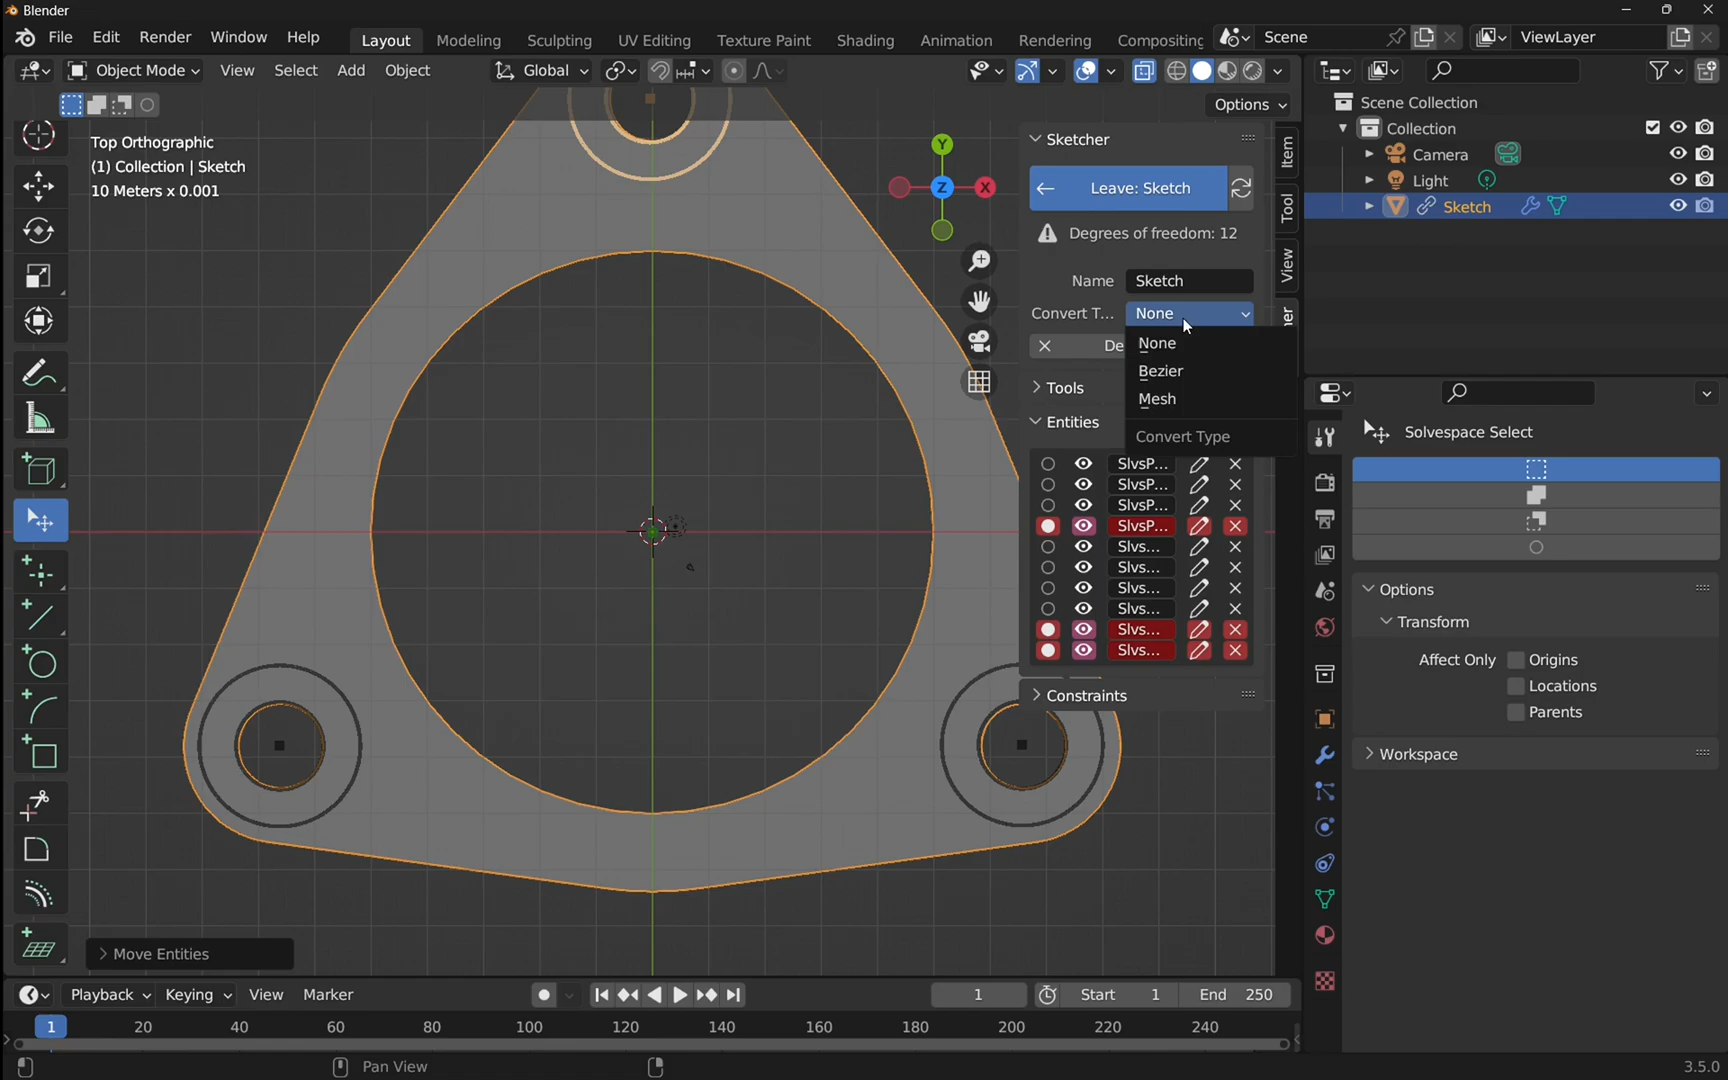 Blender
File Edit Render Window Help
Layout Modeling Sculpting UV Editing Texture Paint Shading Animation Rendering Compositing
Scene
ViewLayer
Object Mode View Select Add Object
Global
Options
Top Orthographic
(1) Collection | Sketch
10 Meters x 0.001
Y
Z
X
Sketcher
Leave: Sketch
Degrees of freedom: 12
Name Sketch
Convert T... None
None
Bezier
Mesh
Convert Type
De
Tools
Entities
SlvsP...
SlvsP...
SlvsP...
SlvsP...
Slvs...
Slvs...
Slvs...
Slvs...
Slvs...
Slvs...
Constraints
Item
Tool
View
Scene Collection
Collection
Camera
Light
Sketch
Solvespace Select
Options
Transform
Affect Only Origins
Locations
Parents
Workspace
Move Entities
Playback Keying View Marker
1
Start 1
End 250
1 20 40 60 80 100 120 140 160 180 200 220 240
Pan View
3.5.0